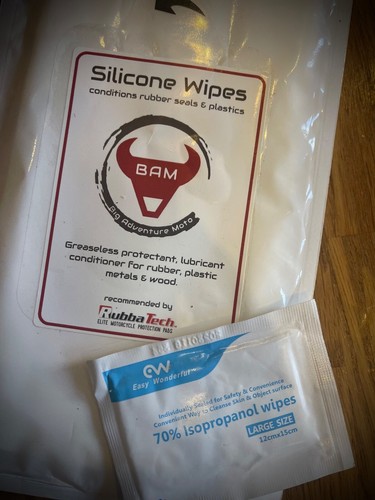 Silicone Wipes
conditions rubber seals & plastics
BAM
Big Adventure Moto
Greaseless protectant, lubricant
conditioner for rubber, plastic
metals & wood.
recommended by
RubbaTech
ELITE MOTORCYCLE PROTECTION PADS
Easy Wonderful
Individually Sealed for Safety & Convenience
Convenient Way to Cleanse Skin & Object surface
70% Isopropanol wipes
LARGE SIZE
12cmx15cm